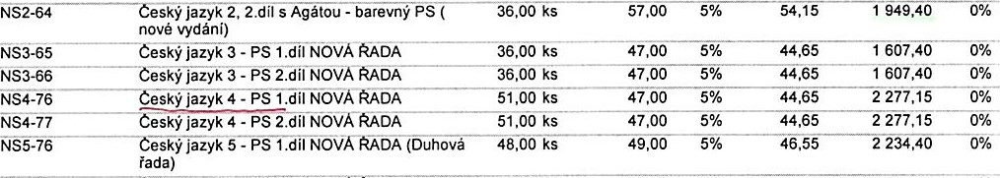 NS2-64 Český jazyk 2, 2.díl s Agátou - barevný PS ( 36,00 ks 57,00 5% 54,15 1 949,40 0%
nové vydání)
NS3-65 Český jazyk 3 - PS 1.díl NOVÁ ŘADA 36,00 ks 47,00 5% 44,65 1 607,40 0%
NS3-66 Český jazyk 3 - PS 2.díl NOVÁ ŘADA 36,00 ks 47,00 5% 44,65 1 607,40 0%
NS4-76 Český jazyk 4 - PS 1.díl NOVÁ ŘADA 51,00 ks 47,00 5% 44,65 2 277,15 0%
NS4-77 Český jazyk 4 - PS 2.díl NOVÁ ŘADA 51,00 ks 47,00 5% 44,65 2 277,15 0%
NS5-76 Český jazyk 5 - PS 1.díl NOVÁ ŘADA (Duhová 48,00 ks 49,00 5% 46,55 2 234,40 0%
řada)